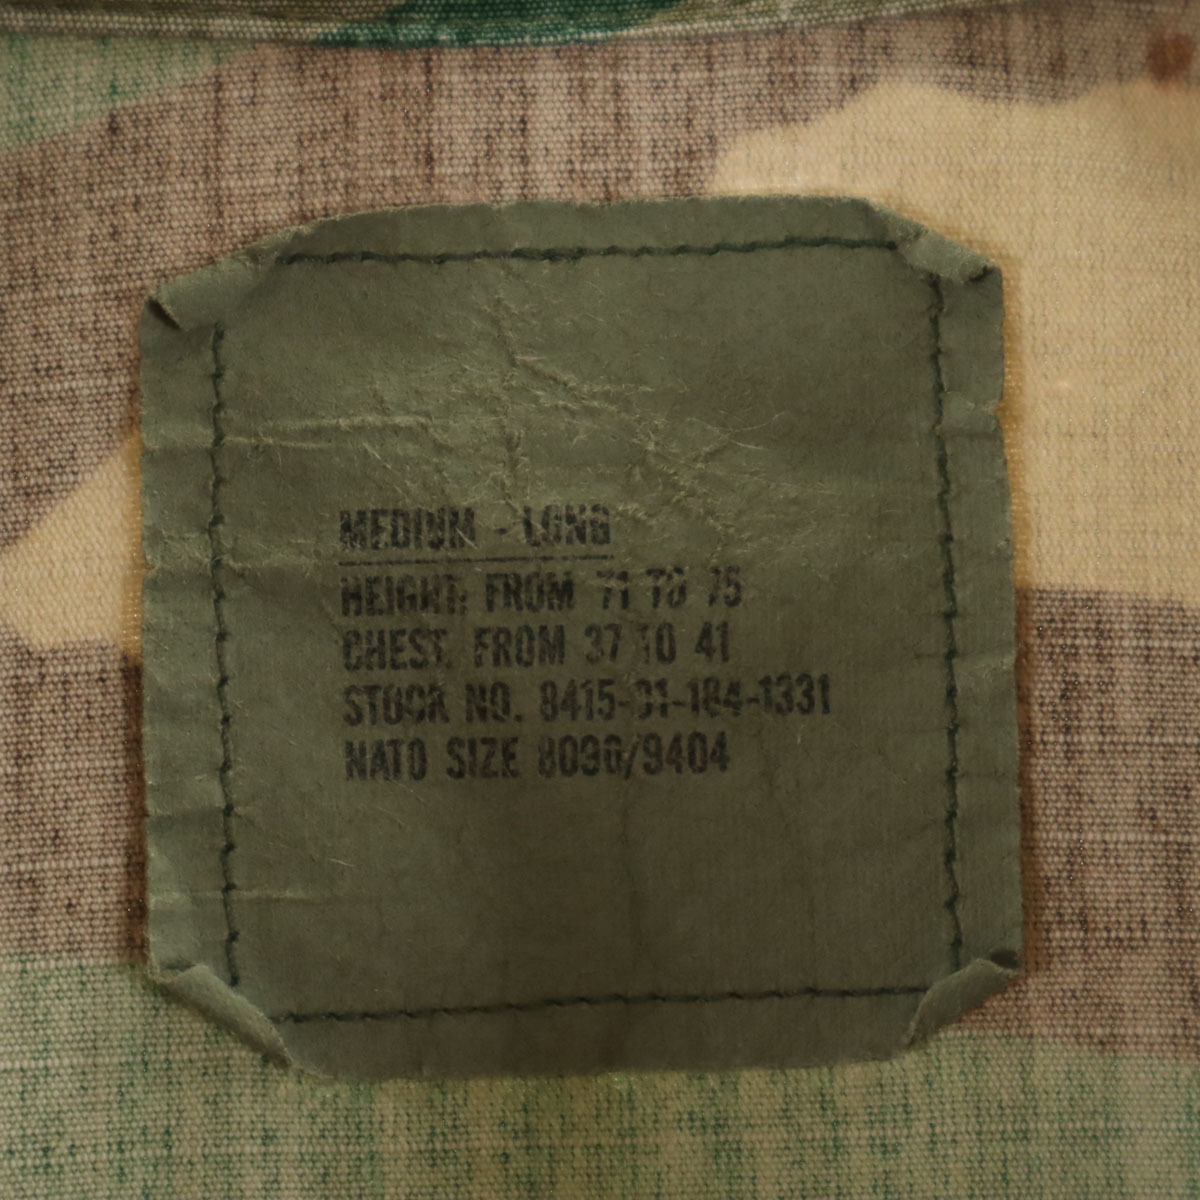 MEDIUM - LONG
HEIGHT: FROM 71 TO 75
CHEST: FROM 37 TO 41
STOCK NO. 8415-01-184-1331
NATO SIZE 8090/9404